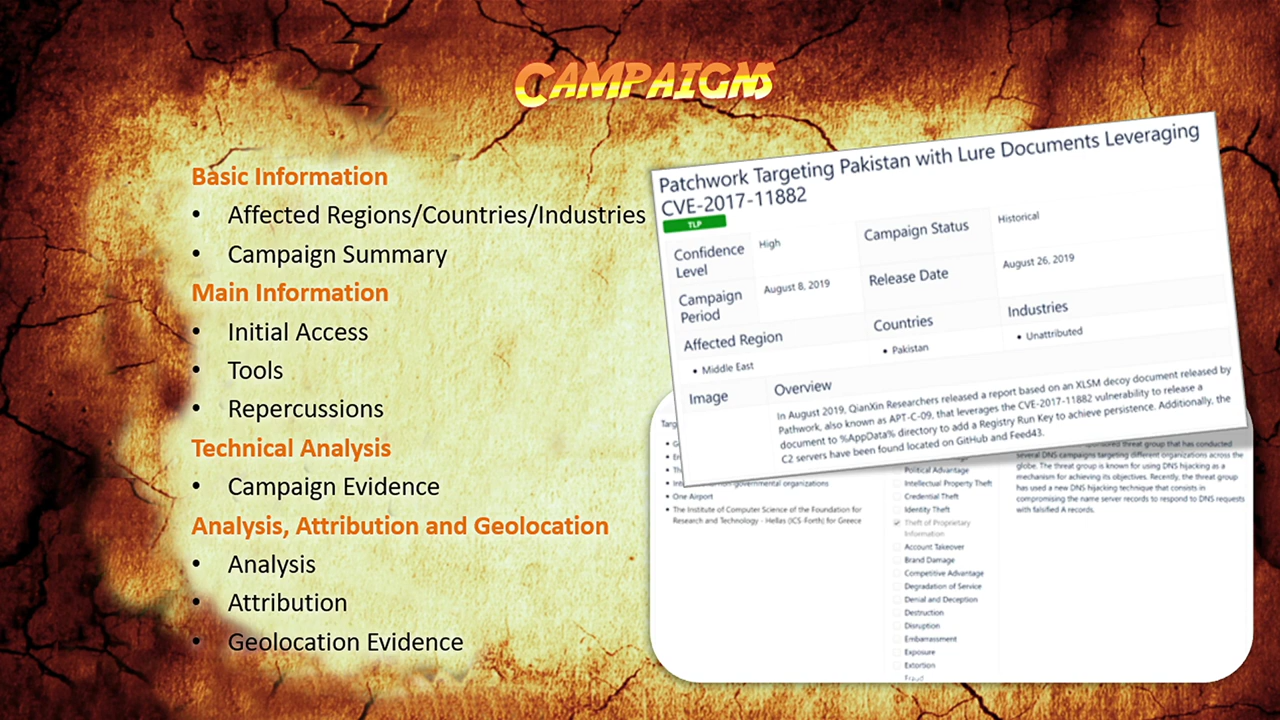 CAMPAIGNS
Basic Information
• Affected Regions/Countries/Industries
• Campaign Summary
Main Information
• Initial Access
• Tools
• Repercussions
Technical Analysis
• Campaign Evidence
Analysis, Attribution and Geolocation
• Analysis
• Attribution
• Geolocation Evidence
Patchwork Targeting Pakistan with Lure Documents Leveraging
CVE-2017-11882
TLP
Confidence
Level
High
Campaign Status
Historical
Campaign
Period
August 8, 2019
Release Date
August 26, 2019
Affected Region
Countries
Industries
• Middle East
• Pakistan
• Unattributed
Image
Overview
In August 2019, QianXin Researchers released a report based on an XLSM decoy document released by
Pathwork, also known as APT-C-09, that leverages the CVE-2017-11882 vulnerability to release a
document to %AppData% directory to add a Registry Run Key to achieve persistence. Additionally, the
C2 servers have been found located on GitHub and Feed43.
governmental organizations
• One Airport
• The Institute of Computer Science of the Foundation for
Research and Technology - Hellas (ICS-Forth) for Greece
Political Advantage
Intellectual Property Theft
Credential Theft
Identity Theft
Theft of Proprietary
Information
Account Takeover
Brand Damage
Competitive Advantage
Degradation of Service
Denial and Deception
Destruction
Disruption
Embarrassment
Exposure
Extortion
Fraud
threat group that has conducted
several DNS campaigns targeting different organizations across the
globe. The threat group is known for using DNS hijacking as a
mechanism for achieving its objectives. Recently, the threat group
has used a new DNS hijacking technique that consists in
compromising the name server records to respond to DNS requests
with falsified A records.